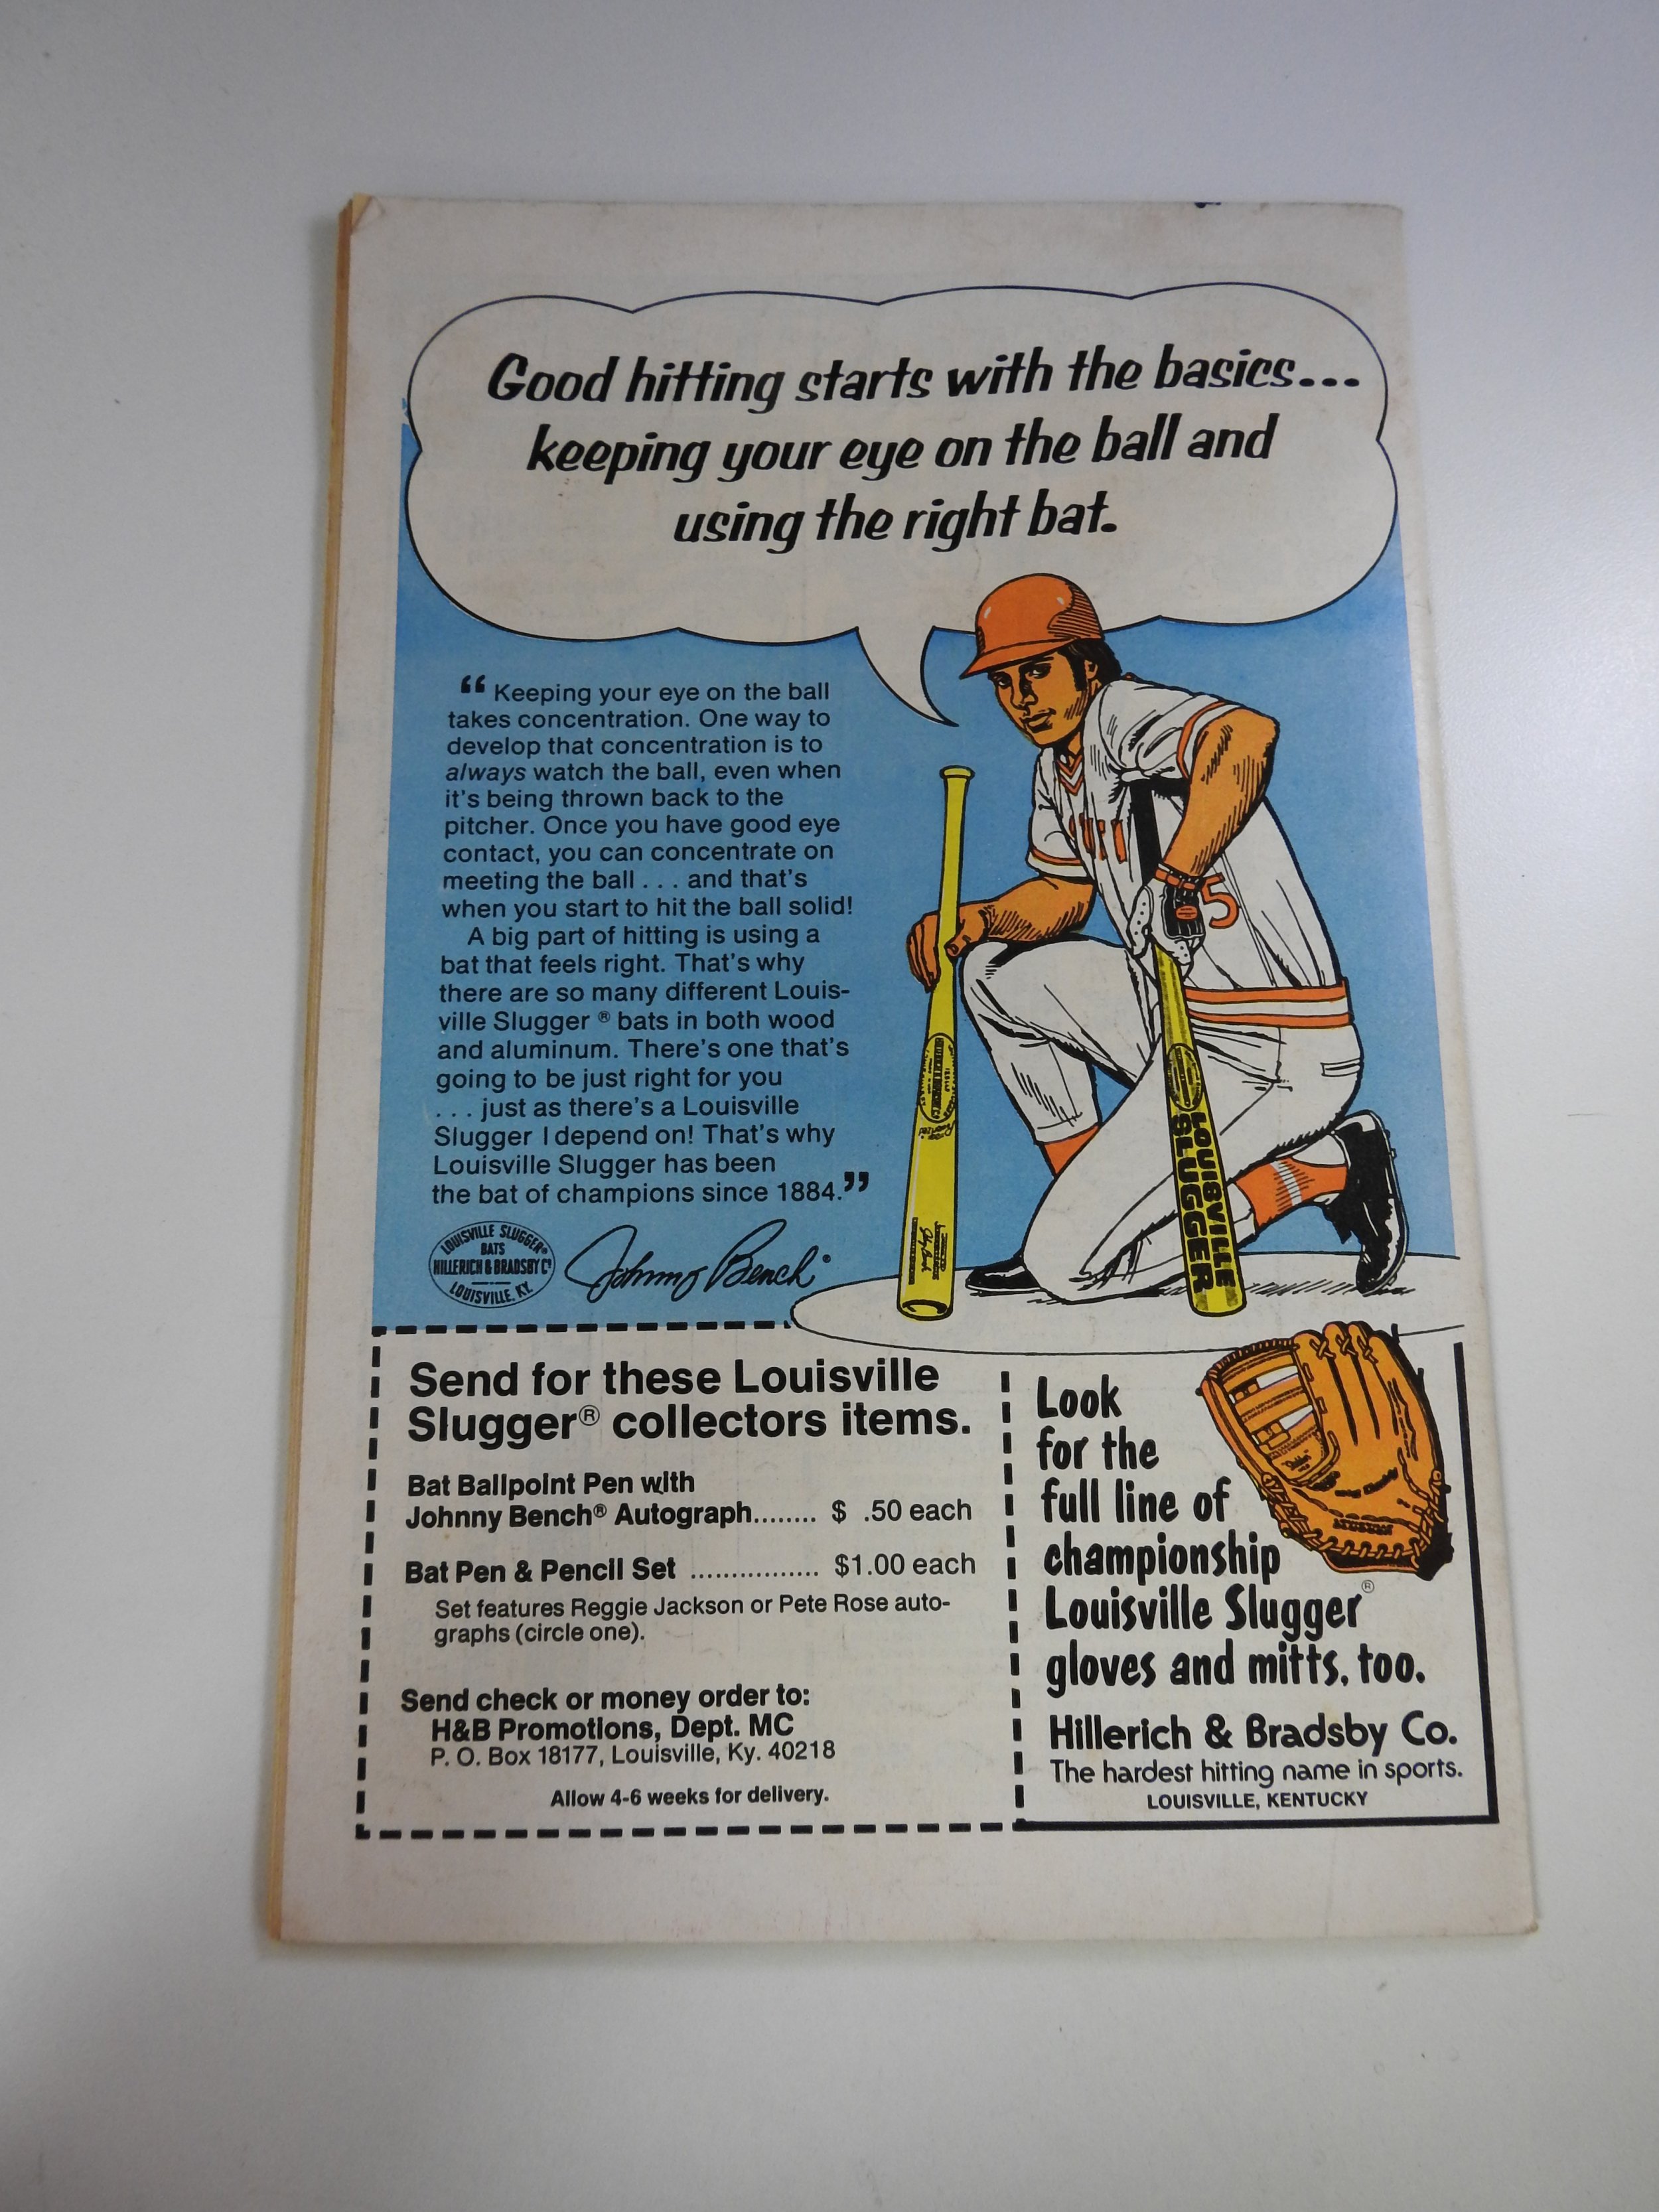 Good hitting starts with the basics...
keeping your eye on the ball and
using the right bat.
“ Keeping your eye on the ball
takes concentration. One way to
develop that concentration is to
always watch the ball, even when
it's being thrown back to the
pitcher. Once you have good eye
contact, you can concentrate on
meeting the ball . . . and that's
when you start to hit the ball solid!
A big part of hitting is using a
bat that feels right. That's why
there are so many different Louis-
ville Slugger ® bats in both wood
and aluminum. There's one that's
going to be just right for you
. . . just as there's a Louisville
Slugger I depend on! That's why
Louisville Slugger has been
the bat of champions since 1884.”
LOUISVILLE SLUGGER®
BATS
HILLERICH & BRADSBY Cº
LOUISVILLE, KY.
Johnny Bench
5
LOUISVILLE
SLUGGER
Send for these Louisville
Slugger® collectors items.
Bat Ballpoint Pen with
Johnny Bench® Autograph........ $ .50 each
Bat Pen & Pencil Set ................ $1.00 each
Set features Reggie Jackson or Pete Rose auto-
graphs (circle one).
Send check or money order to:
H&B Promotions, Dept. MC
P. O. Box 18177, Louisville, Ky. 40218
Allow 4-6 weeks for delivery.
Look
for the
full line of
championship
Louisville Slugger®
gloves and mitts, too.
Hillerich & Bradsby Co.
The hardest hitting name in sports.
LOUISVILLE, KENTUCKY